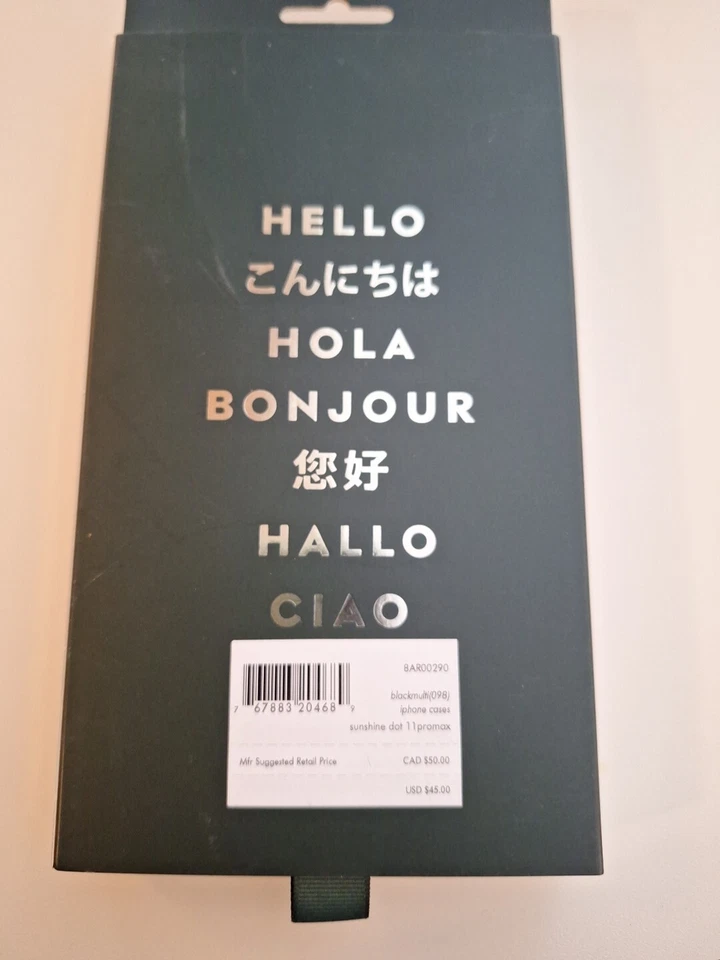 HELLO
こんにちは
HOLA
BONJOUR
您好
HALLO
CIAO
BAR00290
blackmulti(098)
iphone cases
7 67883 20468 9
sunshine dot 11promax
Mfr Suggested Retail Price CAD $50.00
USD $45.00